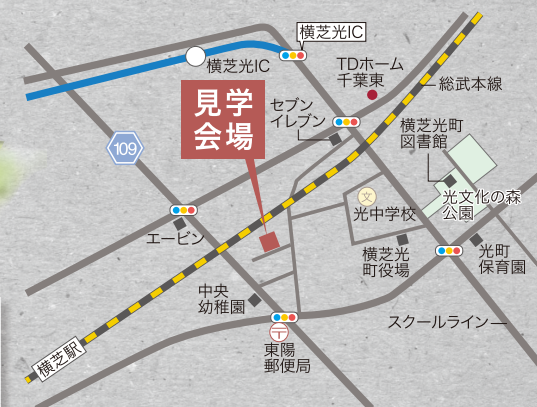 横芝光IC
横芝光IC
TDホーム
千葉東
総武本線
見学
会場
セブン
イレブン
横芝光町
図書館
109
文
光中学校
光文化の森
公園
エービン
横芝光
町役場
光町
保育園
中央
幼稚園
スクールライン
〒
東陽
郵便局
横芝駅